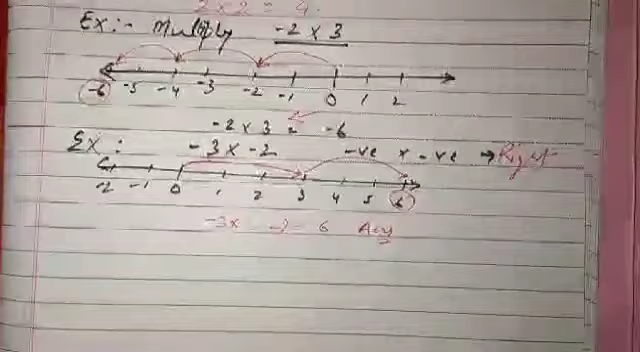 2 x 2 = 4.
Ex:- Multiply -2 x 3
-6 -5 -4 -3 -2 -1 0 1 2
-2 x 3 = -6
Ex: -3 x -2 -ve x -ve → Right
-2 -1 0 1 2 3 4 5 6
-3x -2 = 6 Ans